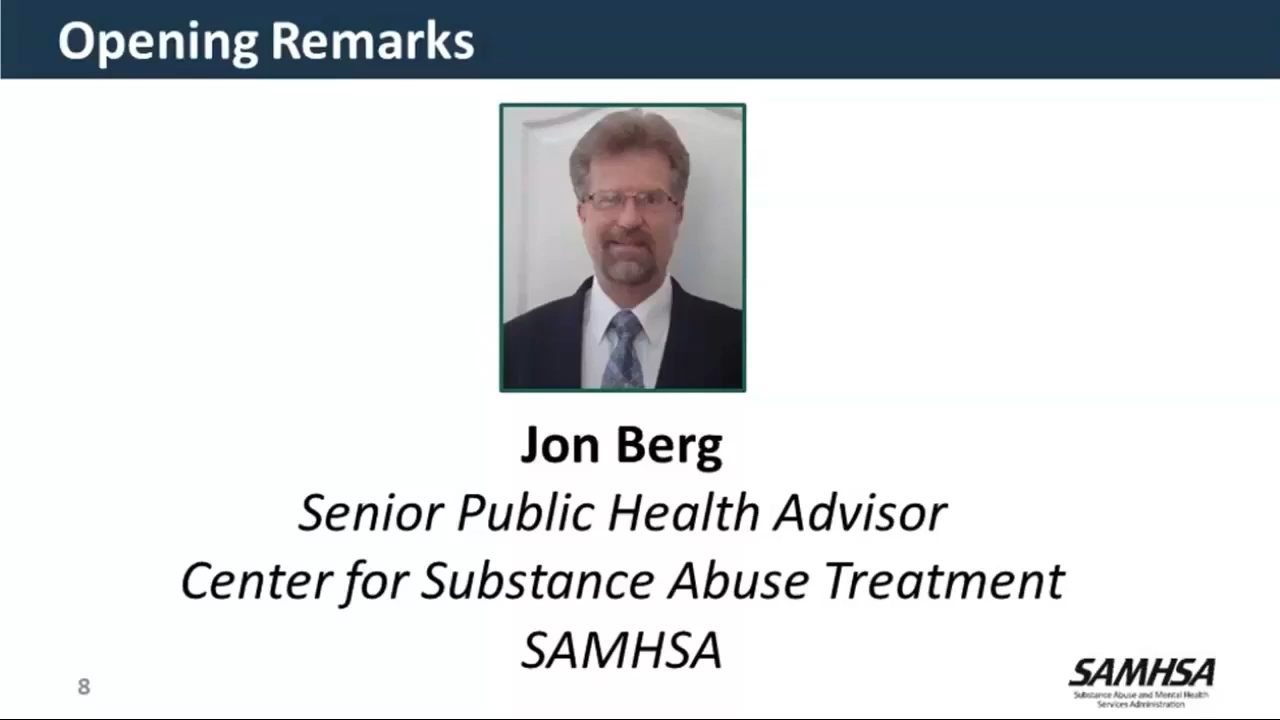 Opening Remarks
Jon Berg
Senior Public Health Advisor
Center for Substance Abuse Treatment
SAMHSA
8
SAMHSA
Substance Abuse and Mental Health
Services Administration